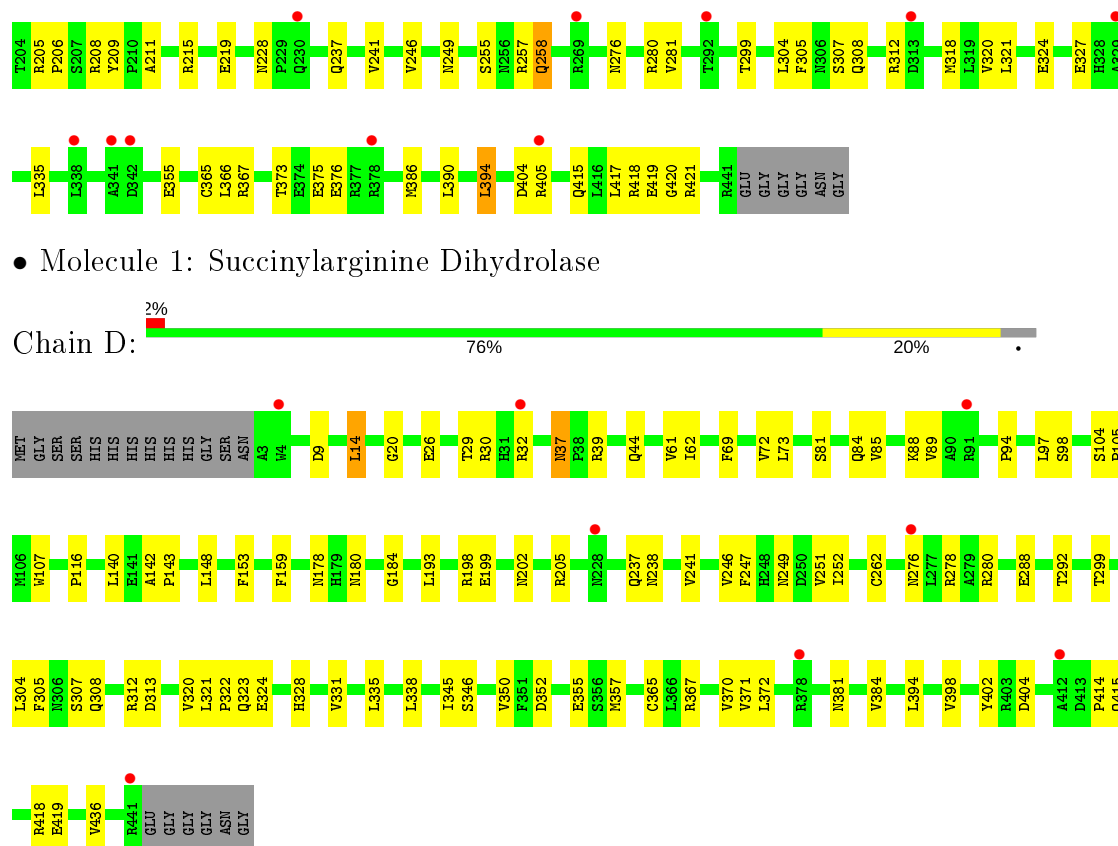 T204 R205 P206 S207 R208 Y209 P210 A211 R215 E219 N228 P229 Q230 Q237 V241 V246 N249 S255 N256 R257 Q258 R269 N276 R280 V281 T292 T299 L304 F305 N306 S307 Q308 R312 D313 M318 L319 V320 L321 E324 E327 H328 A329
L335 L338 A341 D342 E355 C365 L366 R367 T373 E374 E375 E376 R377 R378 M386 L390 L394 D404 R405 Q415 L416 L417 R418 E419 G420 R421 R441 GLU GLY GLY GLY ASN GLY
• Molecule 1: Succinylarginine Dihydrolase
2%
Chain D:
76% 20% •
MET GLY SER SER HIS HIS HIS HIS HIS HIS GLY SER ASN A3 W4 D9 L14 G20 E26 T29 R30 H31 R32 N37 P38 R39 Q44 V61 I62 F69 V72 L73 S81 Q84 V85 K88 V89 A90 R91 P94 L97 S98 S104 P105
M106 W107 P116 L140 E141 A142 P143 L148 F153 F159 N178 H179 N180 G184 L193 R198 E199 N202 R205 N228 Q237 N238 V241 V246 F247 H248 N249 D250 V251 I252 C262 N276 L277 R278 A279 R280 E288 T292 T299
L304 F305 N306 S307 Q308 R312 D313 V320 L321 P322 Q323 E324 H328 V331 L335 L338 I345 S346 V350 F351 D352 E355 S356 M357 C365 L366 R367 V370 V371 L372 R378 N381 V384 L394 V398 Y402 R403 D404 A412 D413 P414 Q415
R418 E419 V436 R441 GLU GLY GLY GLY ASN GLY